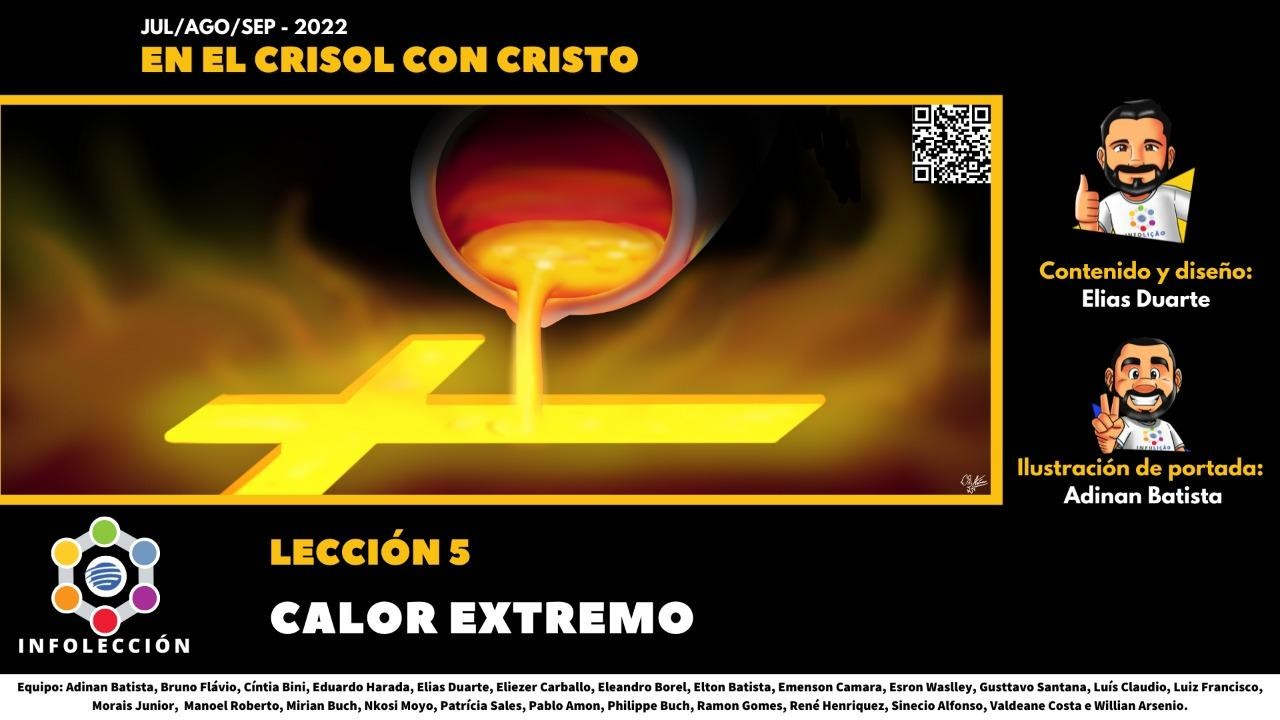 JUL/AGO/SEP - 2022
EN EL CRISOL CON CRISTO
Contenido y diseño:
Elias Duarte
Ilustración de portada:
Adinan Batista
LECCIÓN 5
CALOR EXTREMO
INFOLECCIÓN
Equipo: Adinan Batista, Bruno Flávio, Cíntia Bini, Eduardo Harada, Elias Duarte, Eliezer Carballo, Eleandro Borel, Elton Batista, Emenson Camara, Esron Waslley, Gusttavo Santana, Luís Claudio, Luiz Francisco,
Morais Junior, Manoel Roberto, Mirian Buch, Nkosi Moyo, Patrícia Sales, Pablo Amon, Philippe Buch, Ramon Gomes, René Henriquez, Sinecio Alfonso, Valdeane Costa e Willian Arsenio.